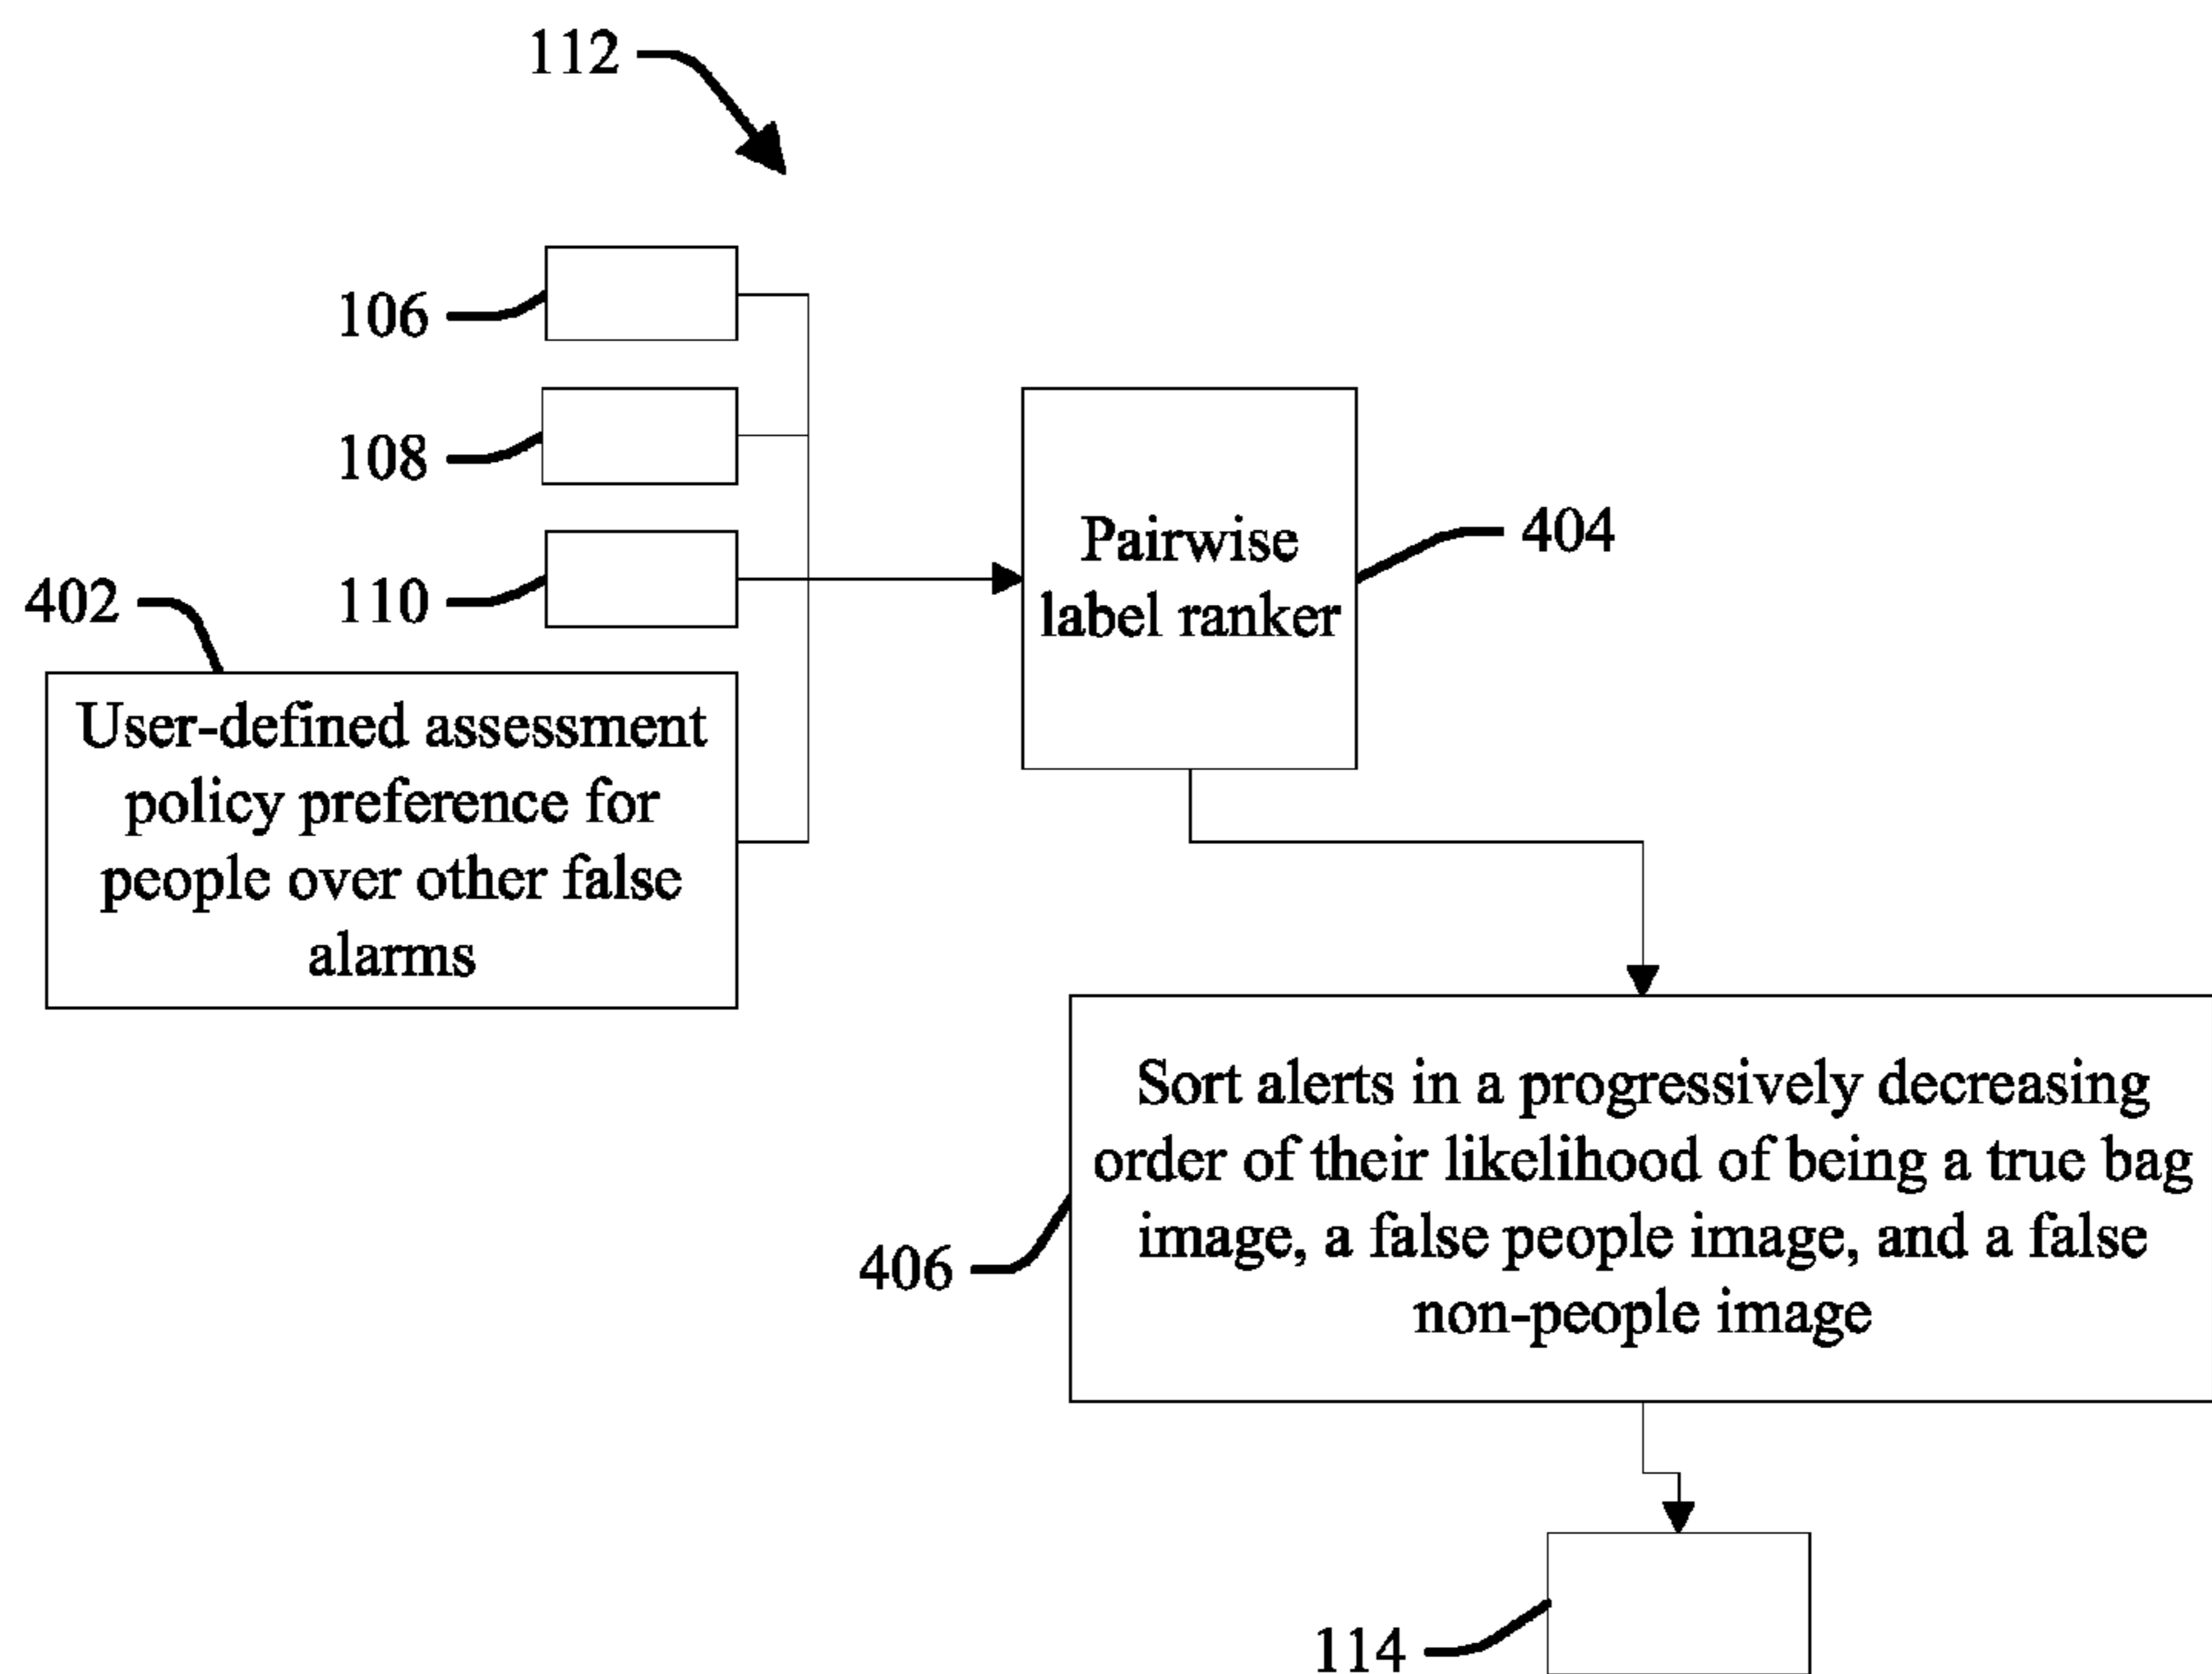 112
106
108
110
402
User-defined assessment
policy preference for
people over other false
alarms
Pairwise
label ranker
404
Sort alerts in a progressively decreasing
order of their likelihood of being a true bag
image, a false people image, and a false
non-people image
406
114